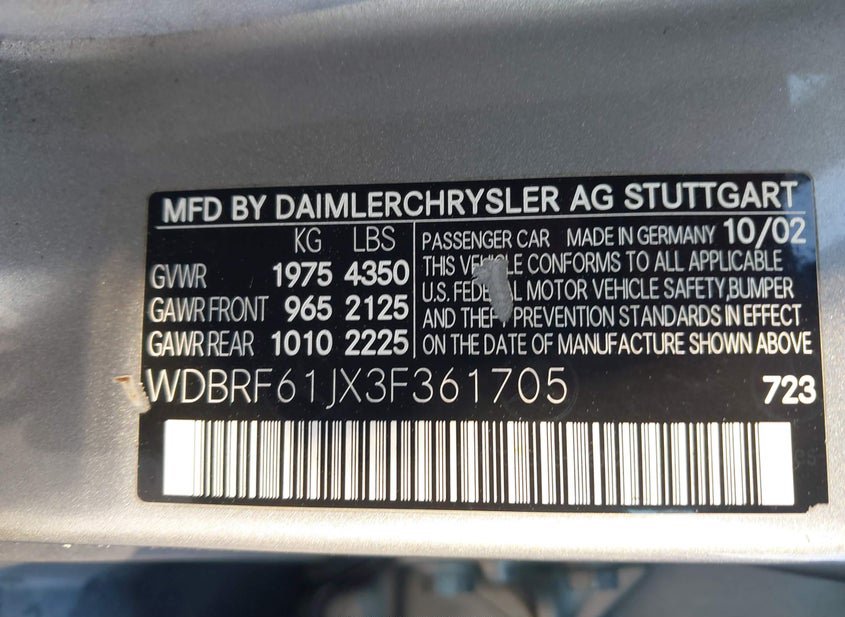 MFD BY DAIMLERCHRYSLER AG STUTTGART
KG LBS
GVWR 1975 4350
GAWR FRONT 965 2125
GAWR REAR 1010 2225
PASSENGER CAR MADE IN GERMANY 10/02
THIS VEHICLE CONFORMS TO ALL APPLICABLE
U.S. FEDERAL MOTOR VEHICLE SAFETY,BUMPER
AND THEFT PREVENTION STANDARDS IN EFFECT
ON THE DATE OF MANUFACTURE SHOWN ABOVE
WDBRF61JX3F361705 723